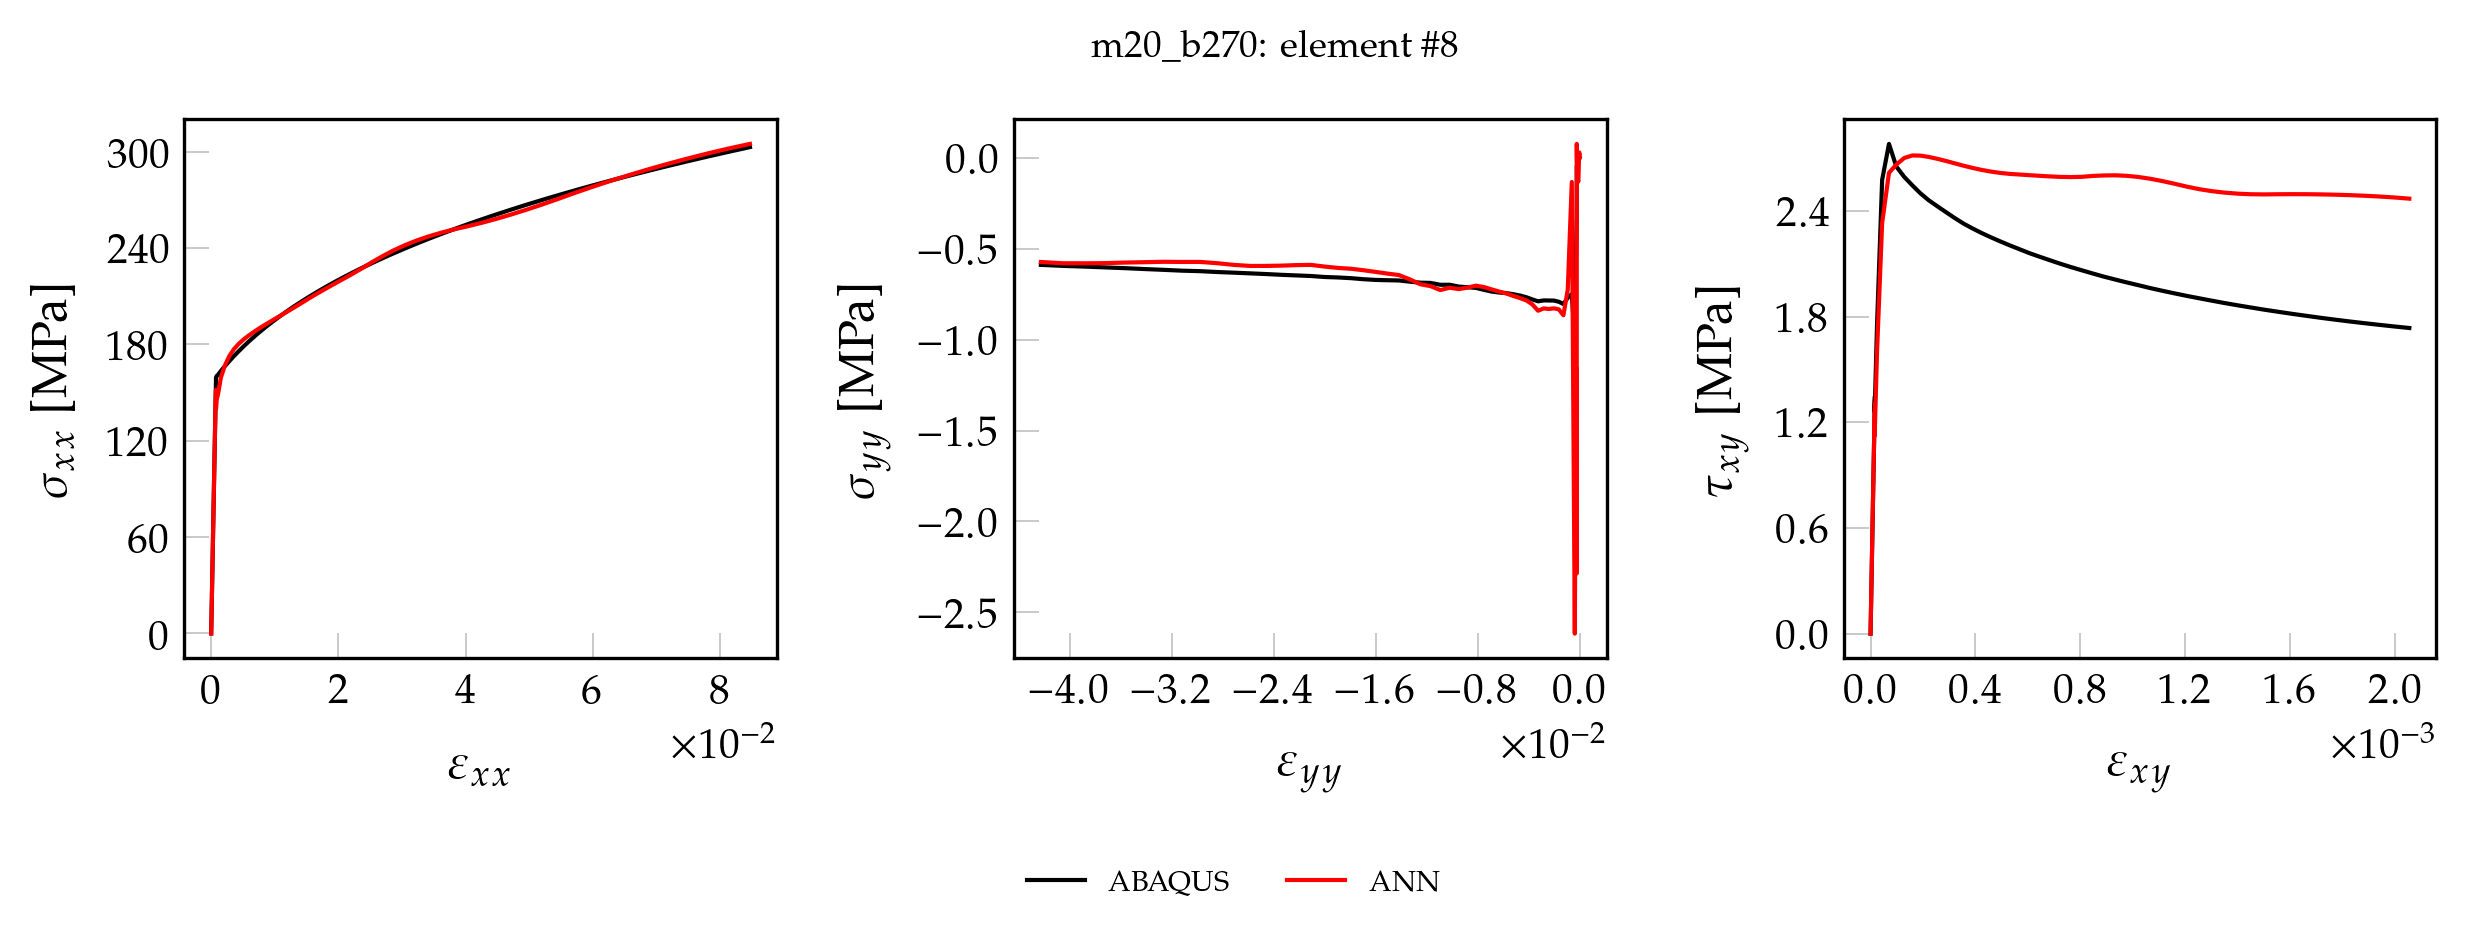 m20_b270: element #8
300
240
180
120
60
0
σxx [MPa]
0 2 4 6 8
×10−2
εxx
0.0
−0.5
−1.0
−1.5
−2.0
−2.5
σyy [MPa]
−4.0 −3.2 −2.4 −1.6 −0.8 0.0
×10−2
εyy
2.4
1.8
1.2
0.6
0.0
τxy [MPa]
0.0 0.4 0.8 1.2 1.6 2.0
×10−3
εxy
ABAQUS ANN